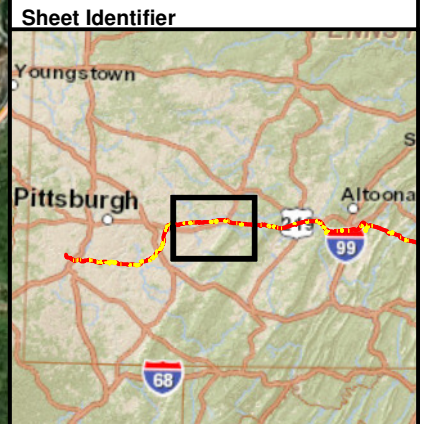 Sheet Identifier
Youngstown
Pittsburgh
Altoona
219
99
68